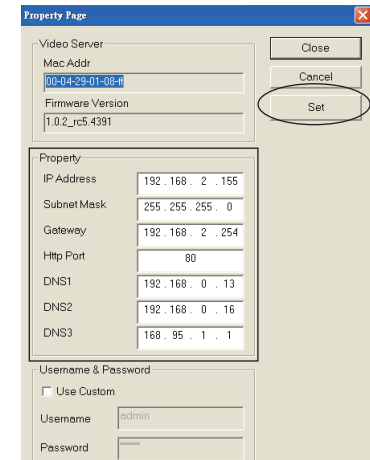 Property Page
Video Server
Close
Mac Addr
00-04-29-01-08-ff
Cancel
Firmware Version
Set
1.0.2_rc5.4391
Property
IP Address 192.168. 2 .155
Subnet Mask 255.255.255. 0
Gateway 192.168. 2 .254
Http Port 80
DNS1 192.168. 0 . 13
DNS2 192.168. 0 . 16
DNS3 168. 95 . 1 . 1
Username & Password
Use Custom
Username admin
Password *****